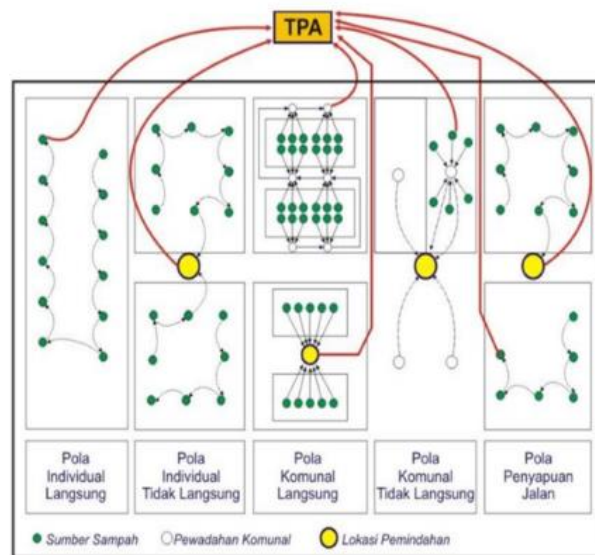 TPA
Pola
Individual
Langsung
Pola
Individual
Tidak Langsung
Pola
Komunal
Langsung
Pola
Komunal
Tidak Langsung
Pola
Penyapuan
Jalan
Sumber Sampah
Pewadahan Komunal
Lokasi Pemindahan